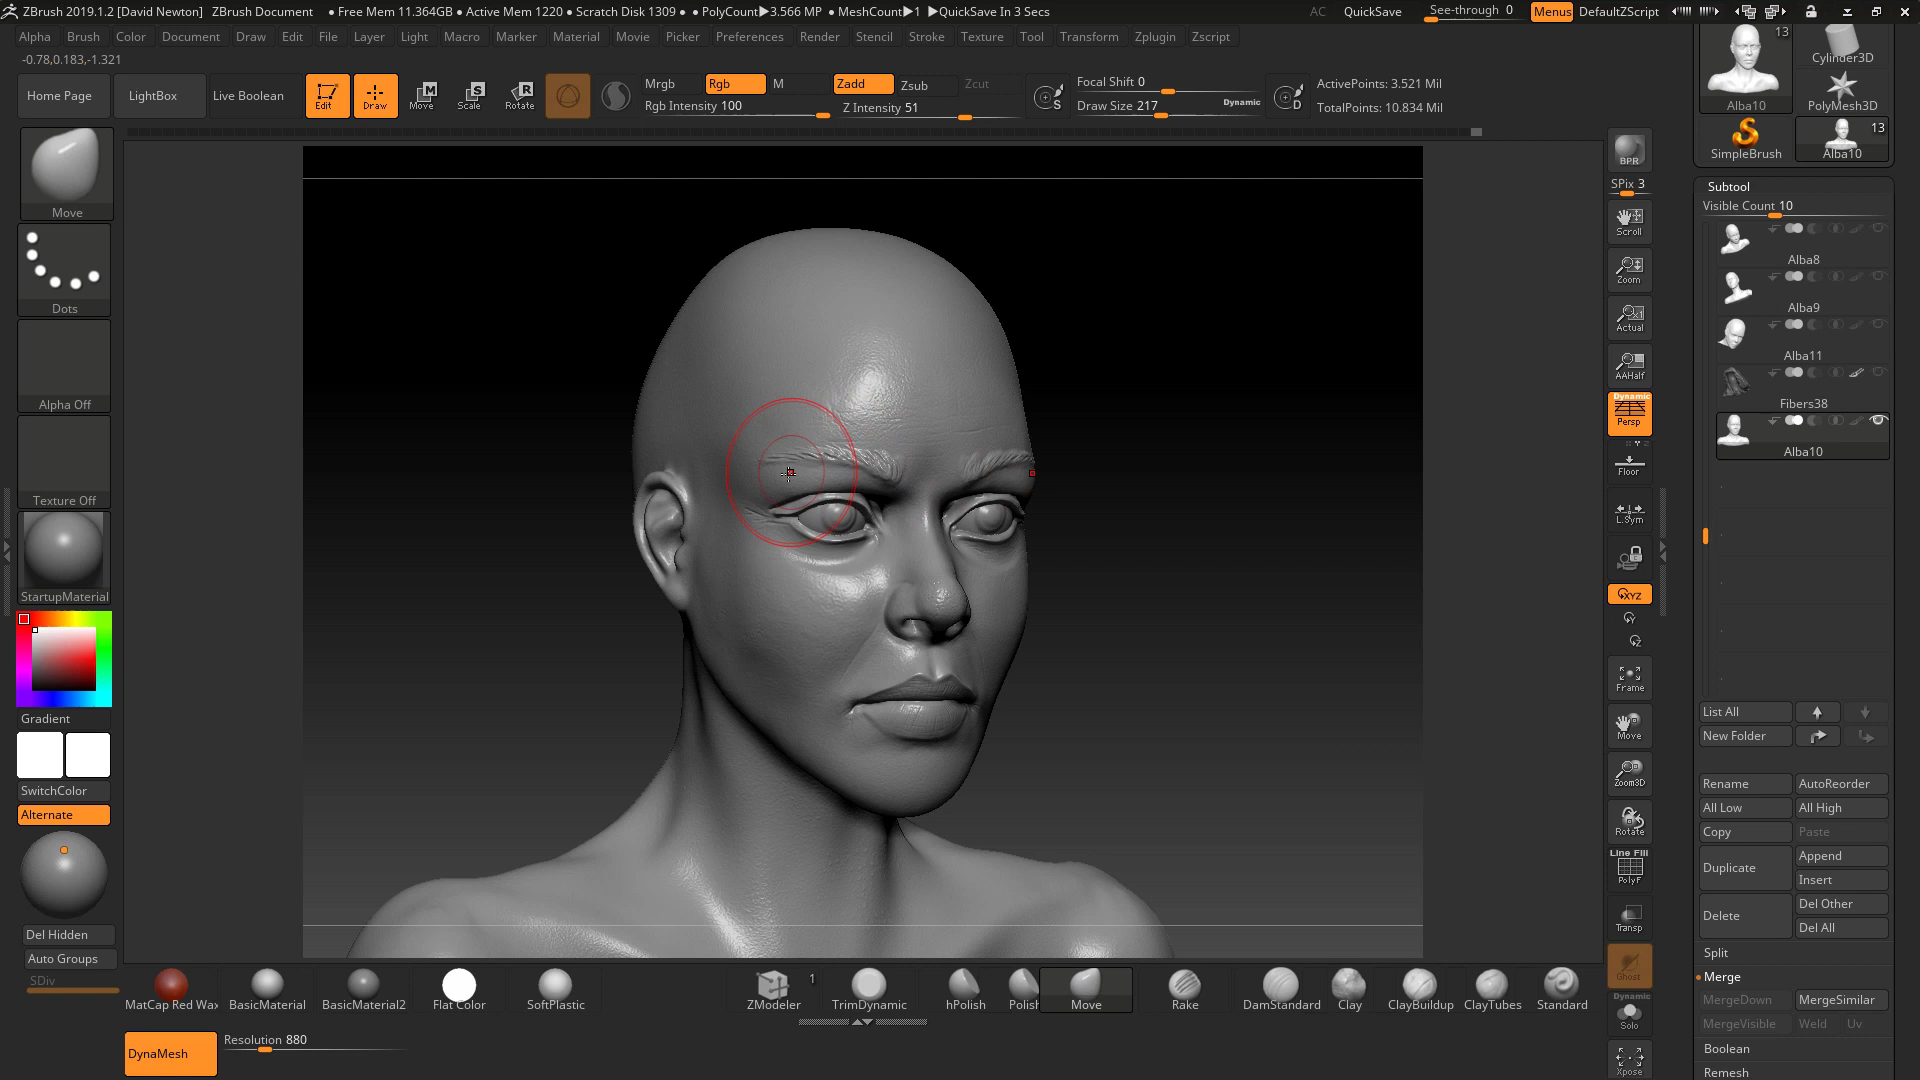 ZBrush 2019.1.2 [David Newton] ZBrush Document • Free Mem 11.364GB • Active Mem 1220 • Scratch Disk 1309 • • PolyCount▶3.566 MP • MeshCount▶1 ▶QuickSave In 3 Secs AC QuickSave See-through 0 Menus DefaultZScript
Alpha Brush Color Document Draw Edit File Layer Light Macro Marker Material Movie Picker Preferences Render Stencil Stroke Texture Tool Transform Zplugin Zscript
-0.78,0.183,-1.321
Home Page LightBox Live Boolean Edit Draw Move Scale Rotate
Mrgb Rgb M Zadd Zsub Zcut
Rgb Intensity 100 Z Intensity 51
S
Focal Shift 0
Draw Size 217 Dynamic
D
ActivePoints: 3.521 Mil
TotalPoints: 10.834 Mil
Move
Dots
Alpha Off
Texture Off
StartupMaterial
Gradient
SwitchColor
Alternate
Del Hidden
Auto Groups
SDiv
BPR
SPix 3
Scroll
Zoom
Actual
AAHalf
Dynamic
Persp
Floor
L.Sym
XYZ
Y
Z
Frame
Move
Zoom3D
Rotate
Line Fill
PolyF
Transp
Ghost
Dynamic
Solo
Xpose
13
Alba10
Cylinder3D
PolyMesh3D
SimpleBrush
13
Alba10
Subtool
Visible Count 10
Alba8
Alba9
Alba11
Fibers38
Alba10
List All
New Folder
Rename AutoReorder
All Low All High
Copy Paste
Duplicate Append
Insert
Delete Del Other
Del All
Split
Merge
MergeDown MergeSimilar
MergeVisible Weld Uv
Boolean
Remesh
MatCap Red Wax BasicMaterial BasicMaterial2 Flat Color SoftPlastic
1
ZModeler TrimDynamic hPolish Polish Move Rake DamStandard Clay ClayBuildup ClayTubes Standard
DynaMesh
Resolution 880